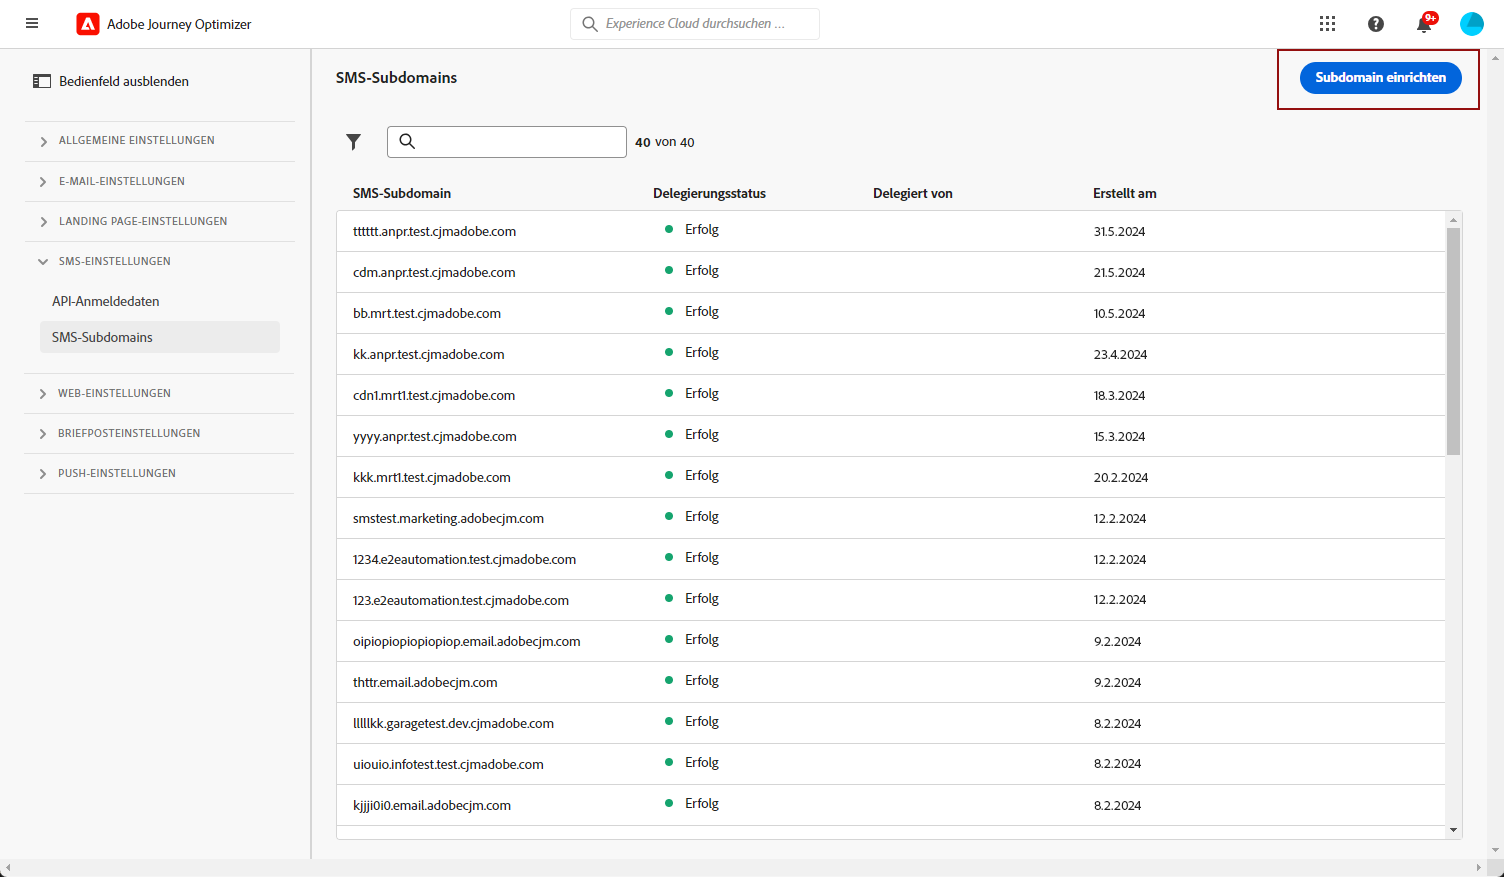 Adobe Journey Optimizer
Experience Cloud durchsuchen ...
9+
Bedienfeld ausblenden
ALLGEMEINE EINSTELLUNGEN
E-MAIL-EINSTELLUNGEN
LANDING PAGE-EINSTELLUNGEN
SMS-EINSTELLUNGEN
API-Anmeldedaten
SMS-Subdomains
WEB-EINSTELLUNGEN
BRIEFPOSTEINSTELLUNGEN
PUSH-EINSTELLUNGEN
SMS-Subdomains
Subdomain einrichten
40 von 40
SMS-Subdomain Delegierungsstatus Delegiert von Erstellt am
tttttt.anpr.test.cjmadobe.com Erfolg 31.5.2024
cdm.anpr.test.cjmadobe.com Erfolg 21.5.2024
bb.mrt.test.cjmadobe.com Erfolg 10.5.2024
kk.anpr.test.cjmadobe.com Erfolg 23.4.2024
cdn1.mrt1.test.cjmadobe.com Erfolg 18.3.2024
yyyy.anpr.test.cjmadobe.com Erfolg 15.3.2024
kkk.mrt1.test.cjmadobe.com Erfolg 20.2.2024
smstest.marketing.adobecjm.com Erfolg 12.2.2024
1234.e2eautomation.test.cjmadobe.com Erfolg 12.2.2024
123.e2eautomation.test.cjmadobe.com Erfolg 12.2.2024
oipiopiopiopiopiop.email.adobecjm.com Erfolg 9.2.2024
thttr.email.adobecjm.com Erfolg 9.2.2024
lllllkk.garagetest.dev.cjmadobe.com Erfolg 8.2.2024
uiouio.infotest.test.cjmadobe.com Erfolg 8.2.2024
kjjji0i0.email.adobecjm.com Erfolg 8.2.2024